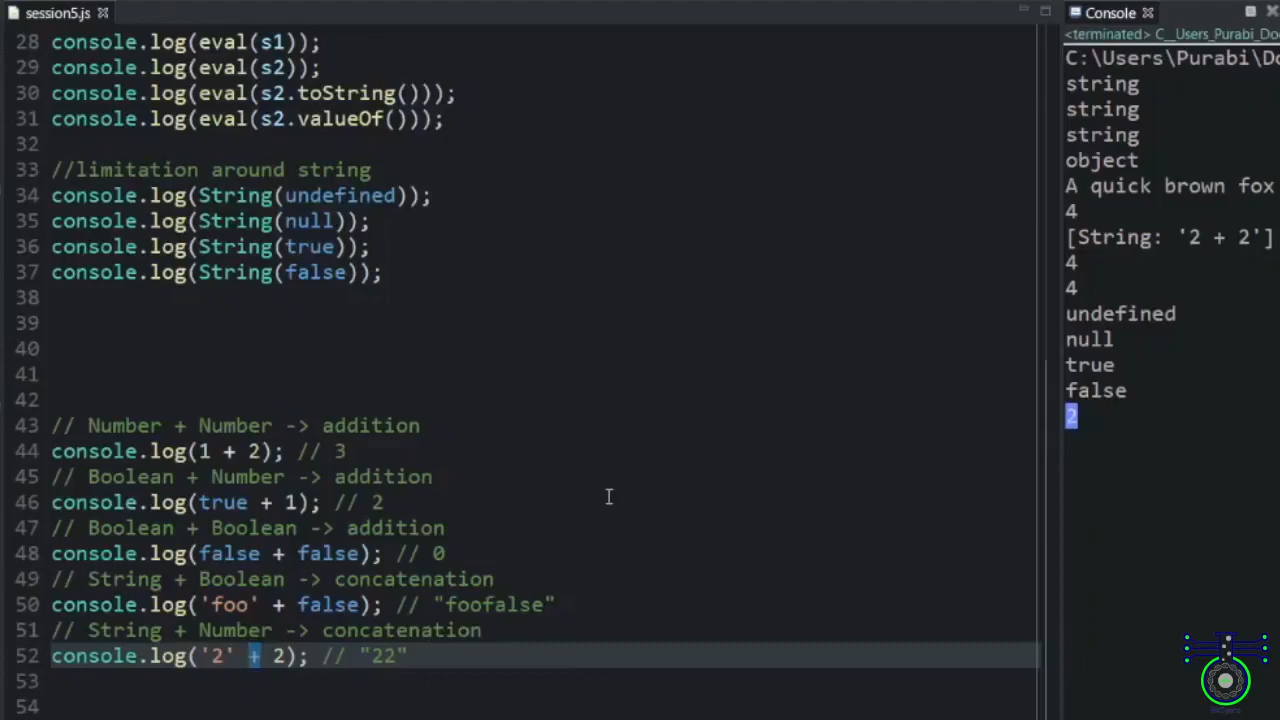 session5.js
28 console.log(eval(s1));
29 console.log(eval(s2));
30 console.log(eval(s2.toString()));
31 console.log(eval(s2.valueOf()));
32
33 //limitation around string
34 console.log(String(undefined));
35 console.log(String(null));
36 console.log(String(true));
37 console.log(String(false));
38
39
40
41
42
43 // Number + Number -> addition
44 console.log(1 + 2); // 3
45 // Boolean + Number -> addition
46 console.log(true + 1); // 2
47 // Boolean + Boolean -> addition
48 console.log(false + false); // 0
49 // String + Boolean -> concatenation
50 console.log('foo' + false); // "foofalse"
51 // String + Number -> concatenation
52 console.log('2' + 2); // "22"
53
54
Console
<terminated> C__Users_Purabi_Do
C:\Users\Purabi\Do
string
string
string
object
A quick brown fox
4
[String: '2 + 2']
4
4
undefined
null
true
false
2